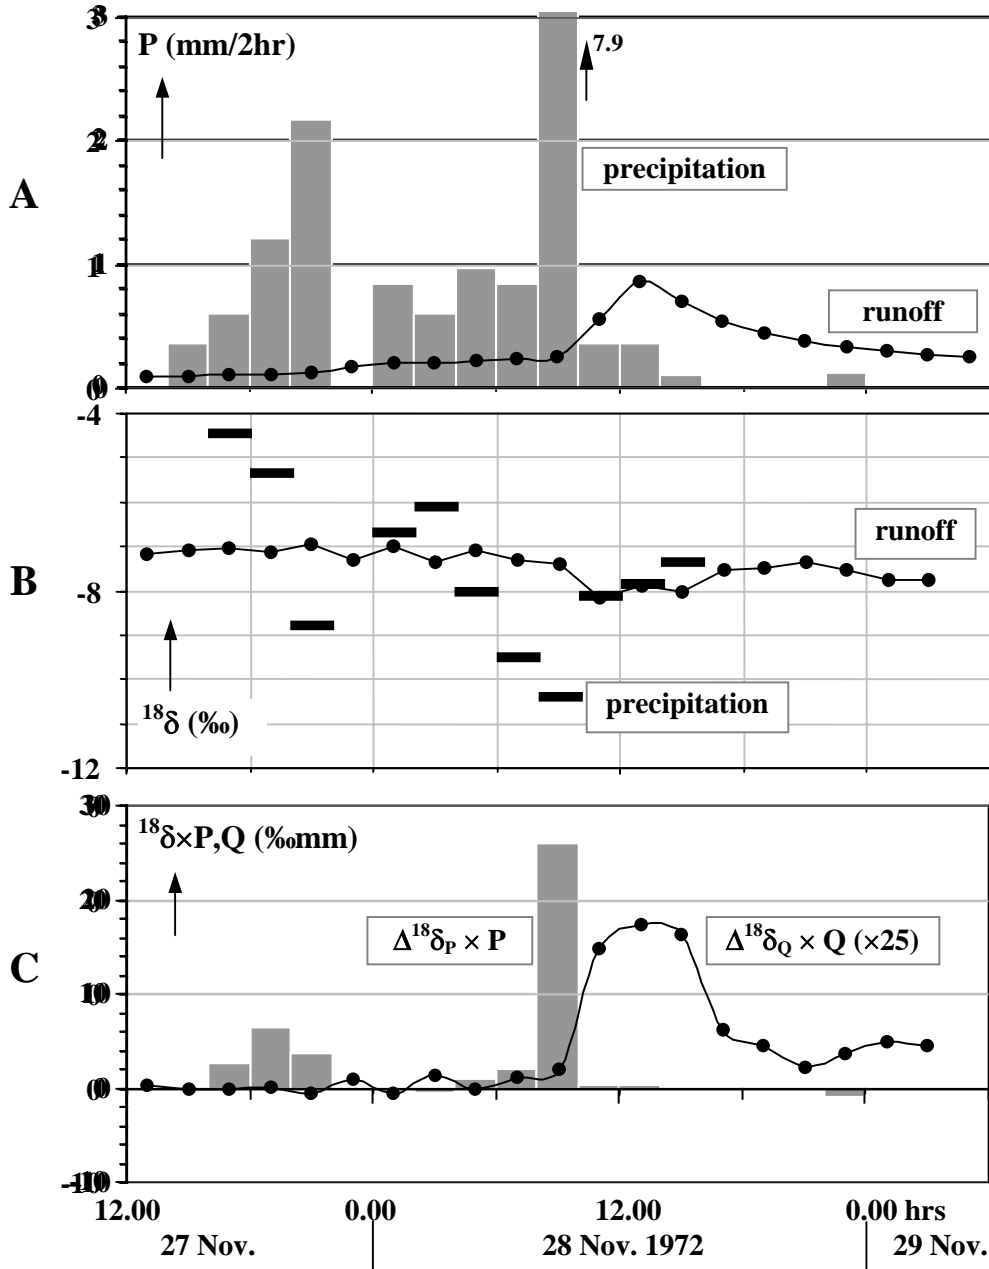 3
P (mm/2hr)
7.9
2
precipitation
A
1
runoff
0
-4
runoff
B
-8
precipitation
¹⁸δ (‰)
-12
30
¹⁸δ×P,Q (‰mm)
20
Δ¹⁸δP × P
Δ¹⁸δQ × Q (×25)
C
10
0
-10
12.00 0.00 12.00 0.00 hrs
27 Nov. 28 Nov. 1972 29 Nov.